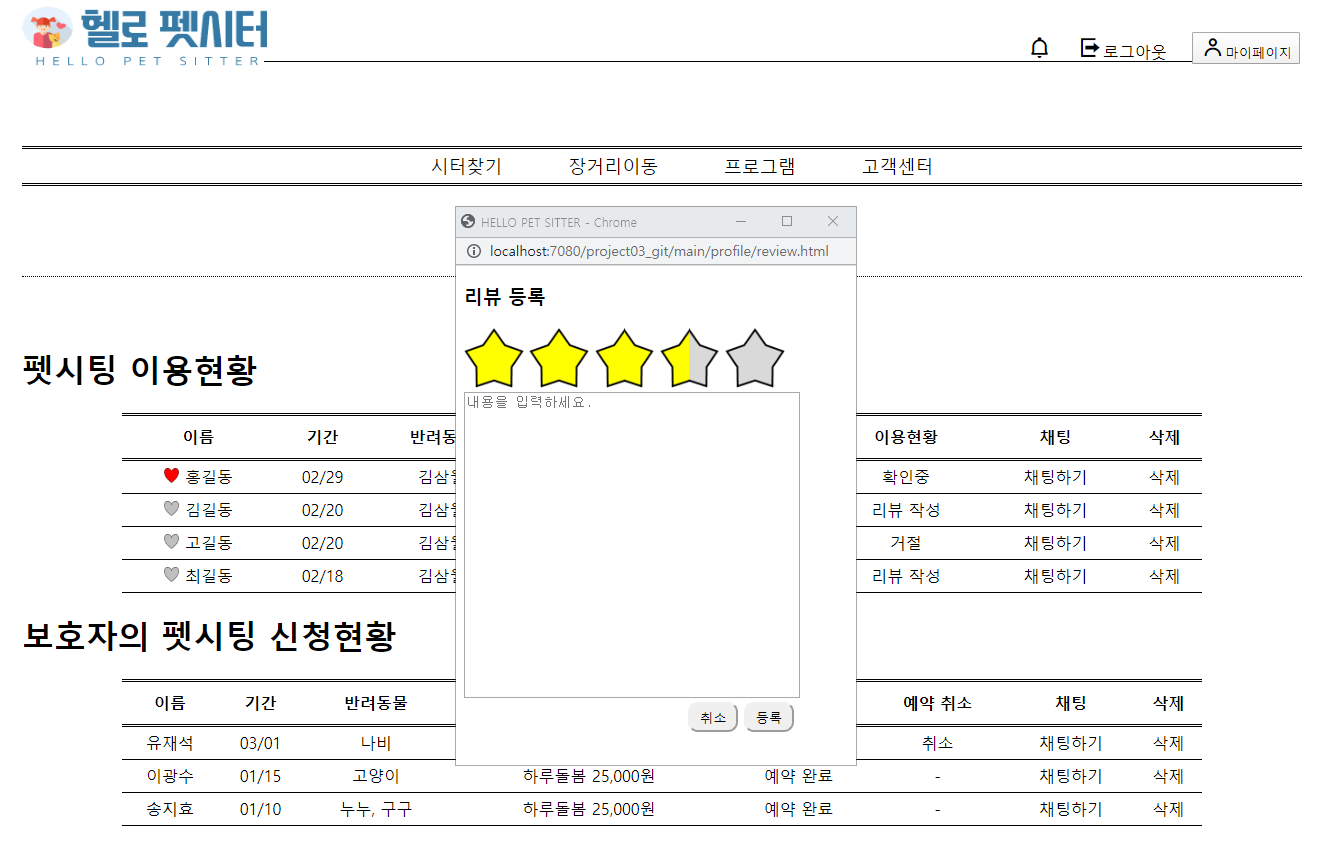 헬로 펫시터
HELLO PET SITTER
로그아웃 마이페이지
시터찾기 장거리이동 프로그램 고객센터
HELLO PET SITTER - Chrome
localhost:7080/project03_git/main/profile/review.html
리뷰 등록
내용을 입력하세요.
취소 등록
펫시팅 이용현황
이름 기간 이용현황 채팅 삭제
홍길동 02/29 확인중 채팅하기 삭제
김길동 02/20 리뷰 작성 채팅하기 삭제
고길동 02/20 거절 채팅하기 삭제
최길동 02/18 리뷰 작성 채팅하기 삭제
보호자의 펫시팅 신청현황
이름 기간 반려동물 예약 취소 채팅 삭제
유재석 03/01 나비 취소 채팅하기 삭제
이광수 01/15 고양이 하루돌봄 25,000원 예약 완료 - 채팅하기 삭제
송지효 01/10 누누, 구구 하루돌봄 25,000원 예약 완료 - 채팅하기 삭제